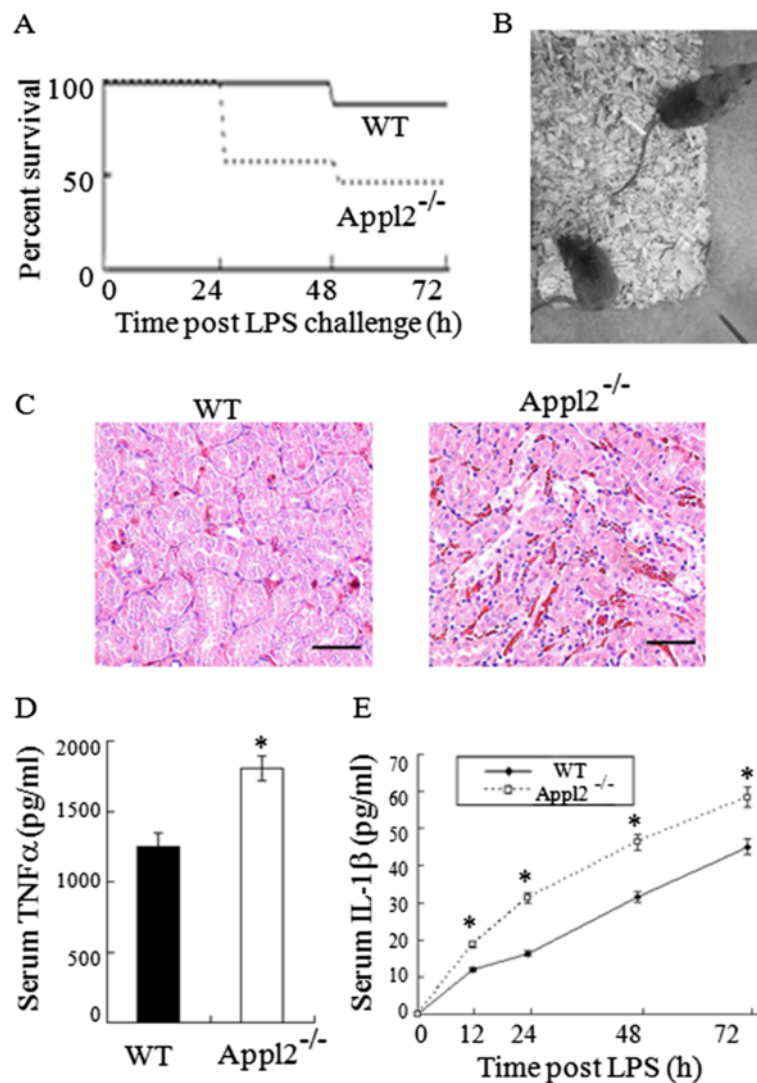 A
B
Percent survival
100
50
0
WT
Appl2-/-
0 24 48 72
Time post LPS challenge (h)
C
WT
Appl2 -/-
D
E
Serum TNFα (pg/ml)
2000
1500
1000
500
0
*
WT Appl2-/-
Serum IL-1β (pg/ml)
70
60
50
40
30
20
10
0
WT
Appl2 -/-
* * * *
0 12 24 48 72
Time post LPS (h)